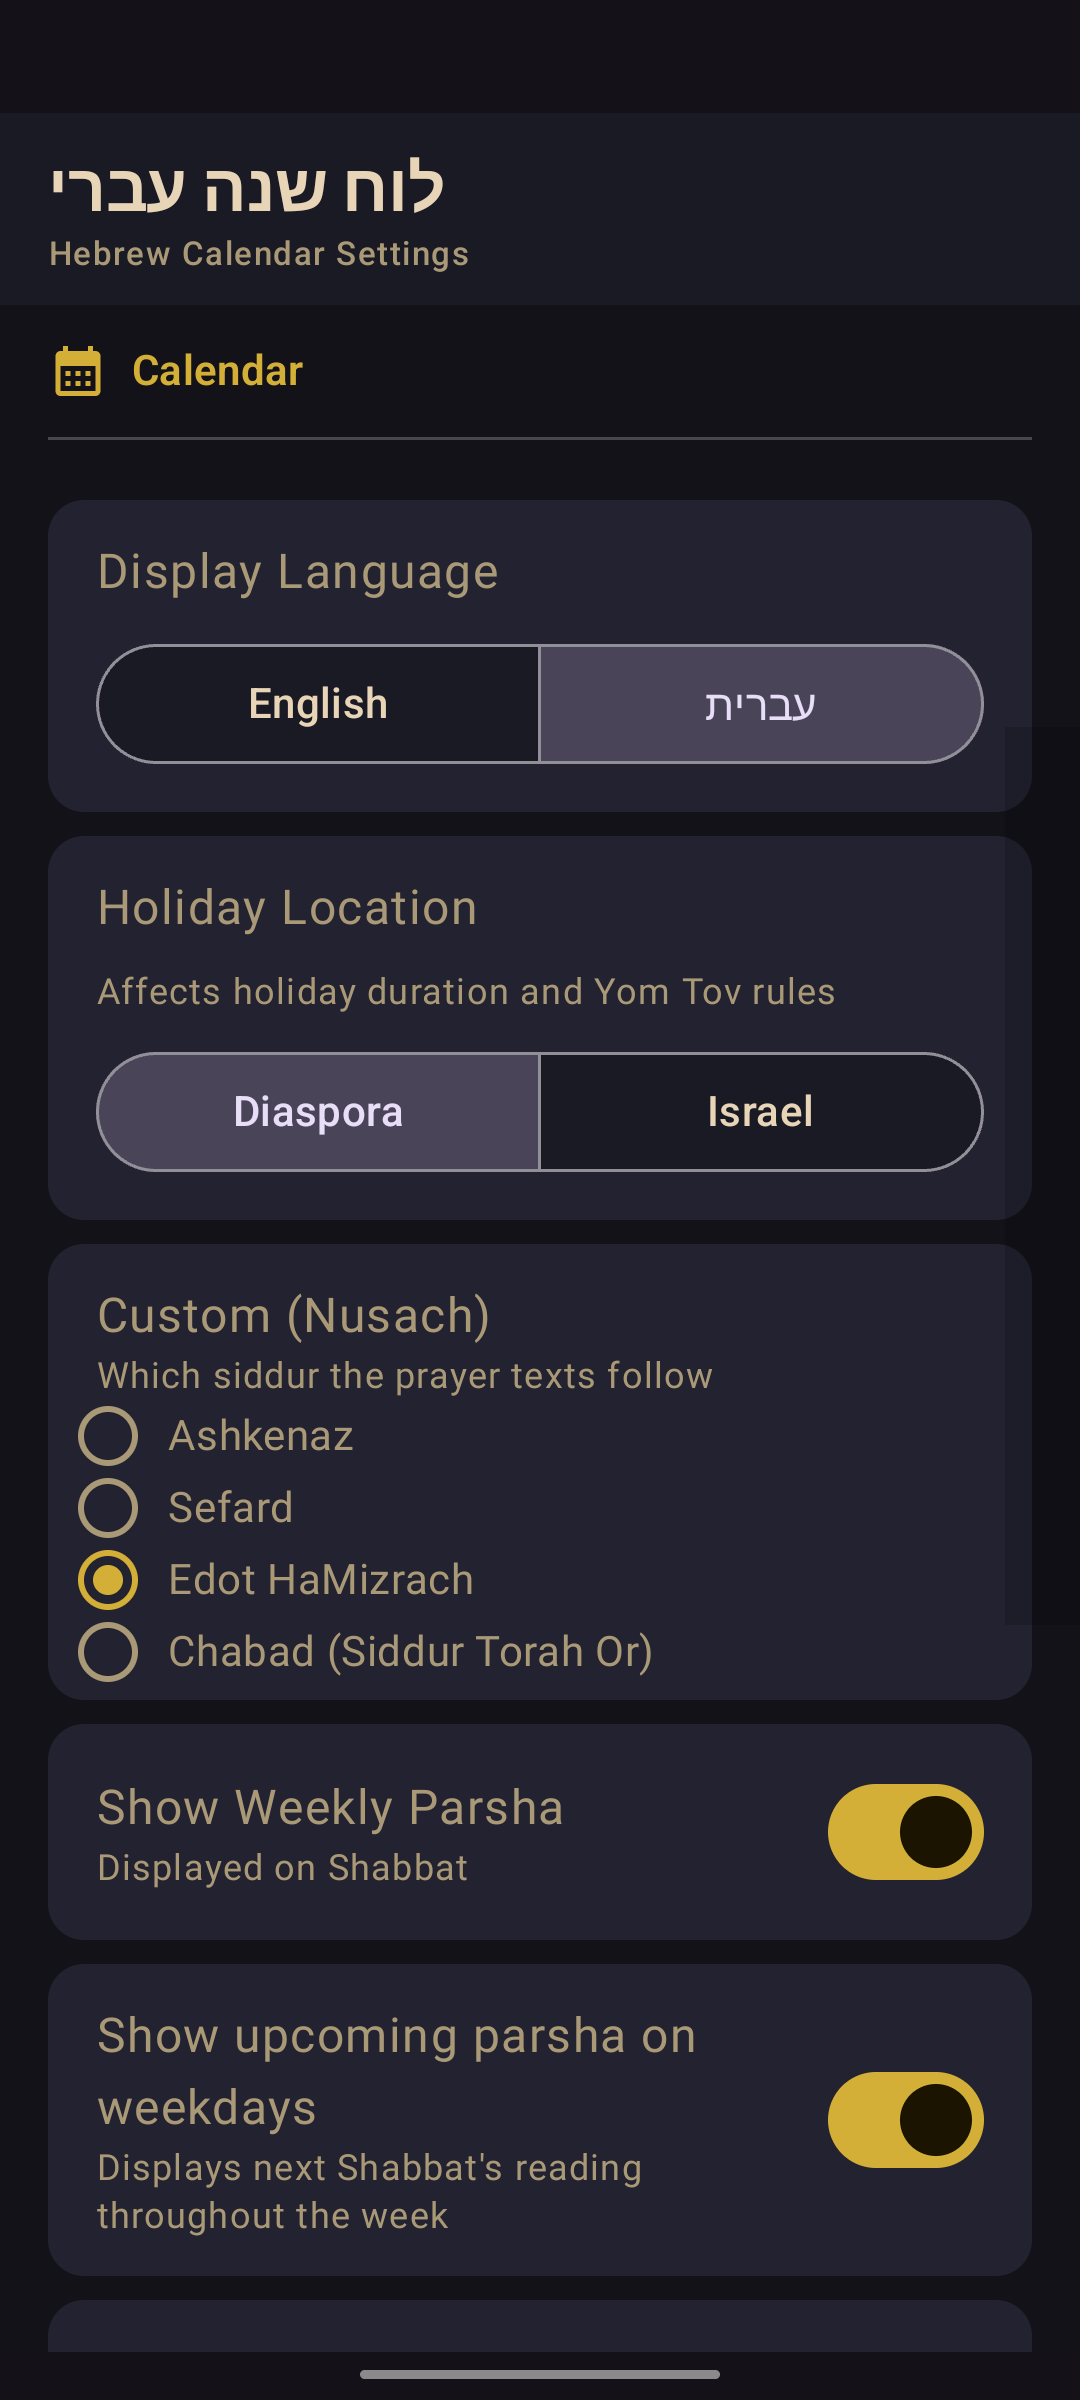 לוח שנה עברי
Hebrew Calendar Settings
Calendar
Display Language
English
עברית
Holiday Location
Affects holiday duration and Yom Tov rules
Diaspora
Israel
Custom (Nusach)
Which siddur the prayer texts follow
Ashkenaz
Sefard
Edot HaMizrach
Chabad (Siddur Torah Or)
Show Weekly Parsha
Displayed on Shabbat
Show upcoming parsha on
weekdays
Displays next Shabbat's reading
throughout the week